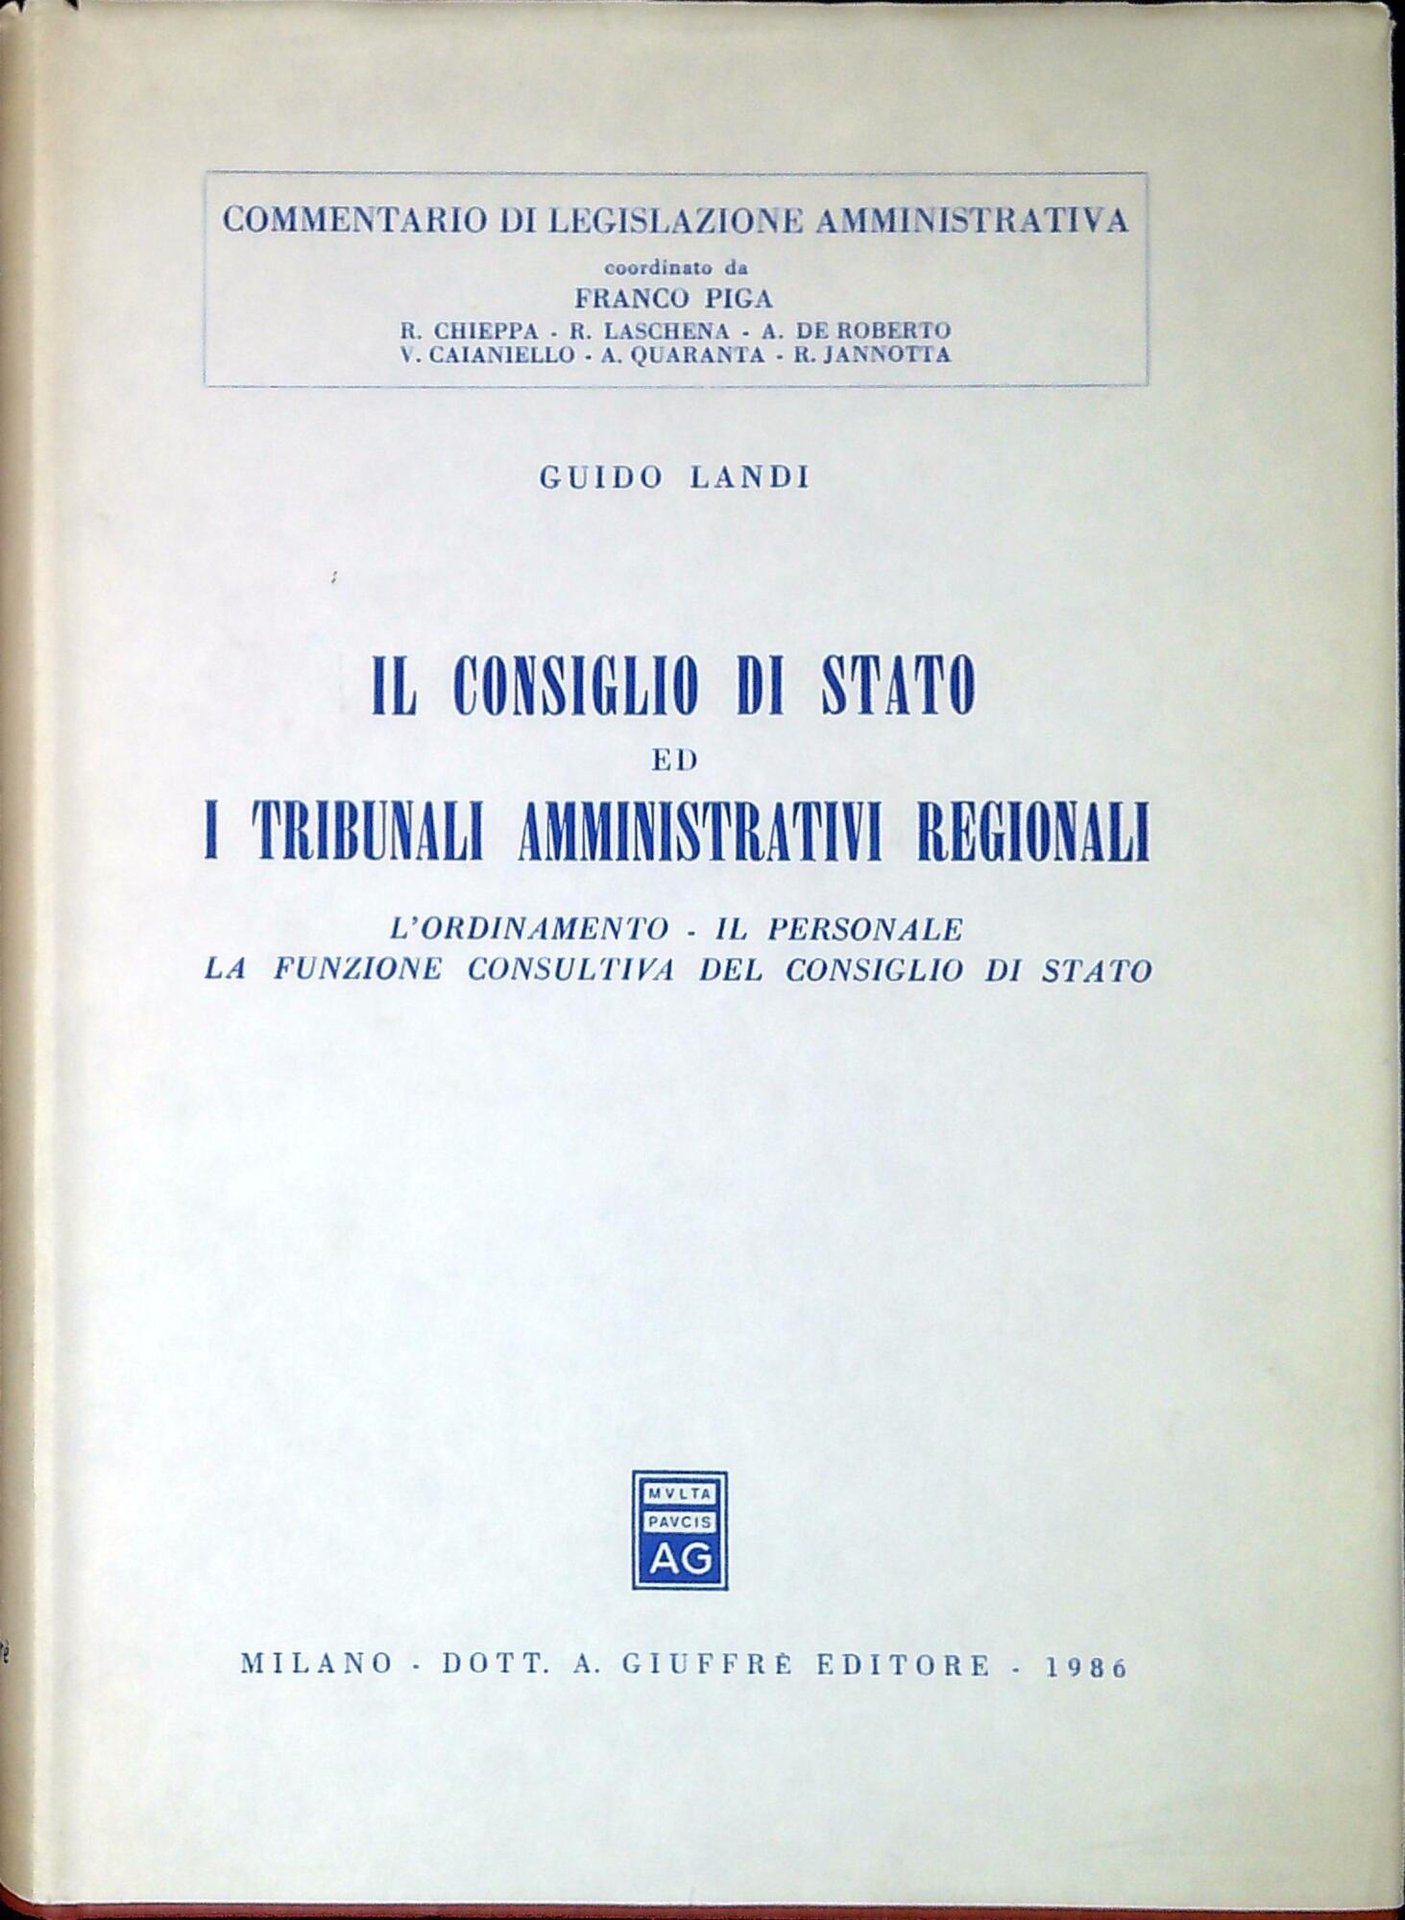 COMMENTARIO DI LEGISLAZIONE AMMINISTRATIVA
coordinato da
FRANCO PIGA
R. CHIEPPA - R. LASCHENA - A. DE ROBERTO
V. CAIANIELLO - A. QUARANTA - R. JANNOTTA
GUIDO LANDI
IL CONSIGLIO DI STATO
ED
I TRIBUNALI AMMINISTRATIVI REGIONALI
L'ORDINAMENTO - IL PERSONALE
LA FUNZIONE CONSULTIVA DEL CONSIGLIO DI STATO
MVLTA
PAVCIS
AG
MILANO - DOTT. A. GIUFFRÈ EDITORE - 1986